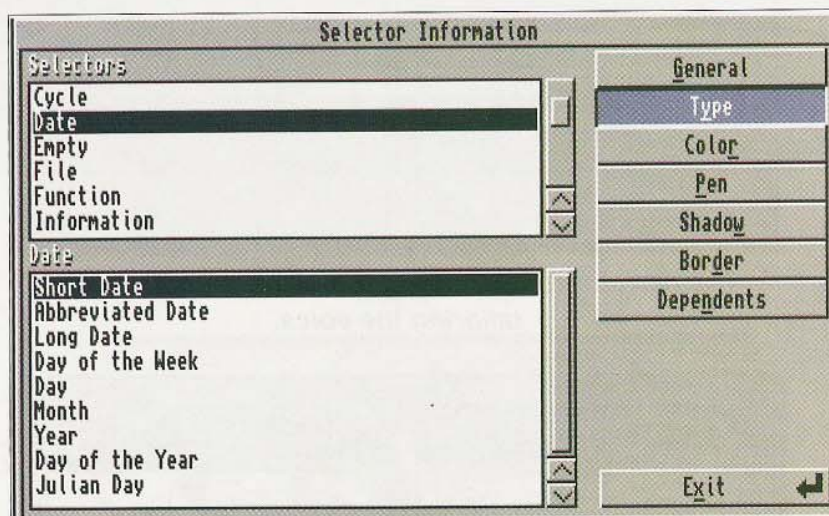 Selector Information
Selectors
Cycle
Date
Empty
File
Function
Information
Date
Short Date
Abbreviated Date
Long Date
Day of the Week
Day
Month
Year
Day of the Year
Julian Day
General
Type
Color
Pen
Shadow
Border
Dependents
Exit